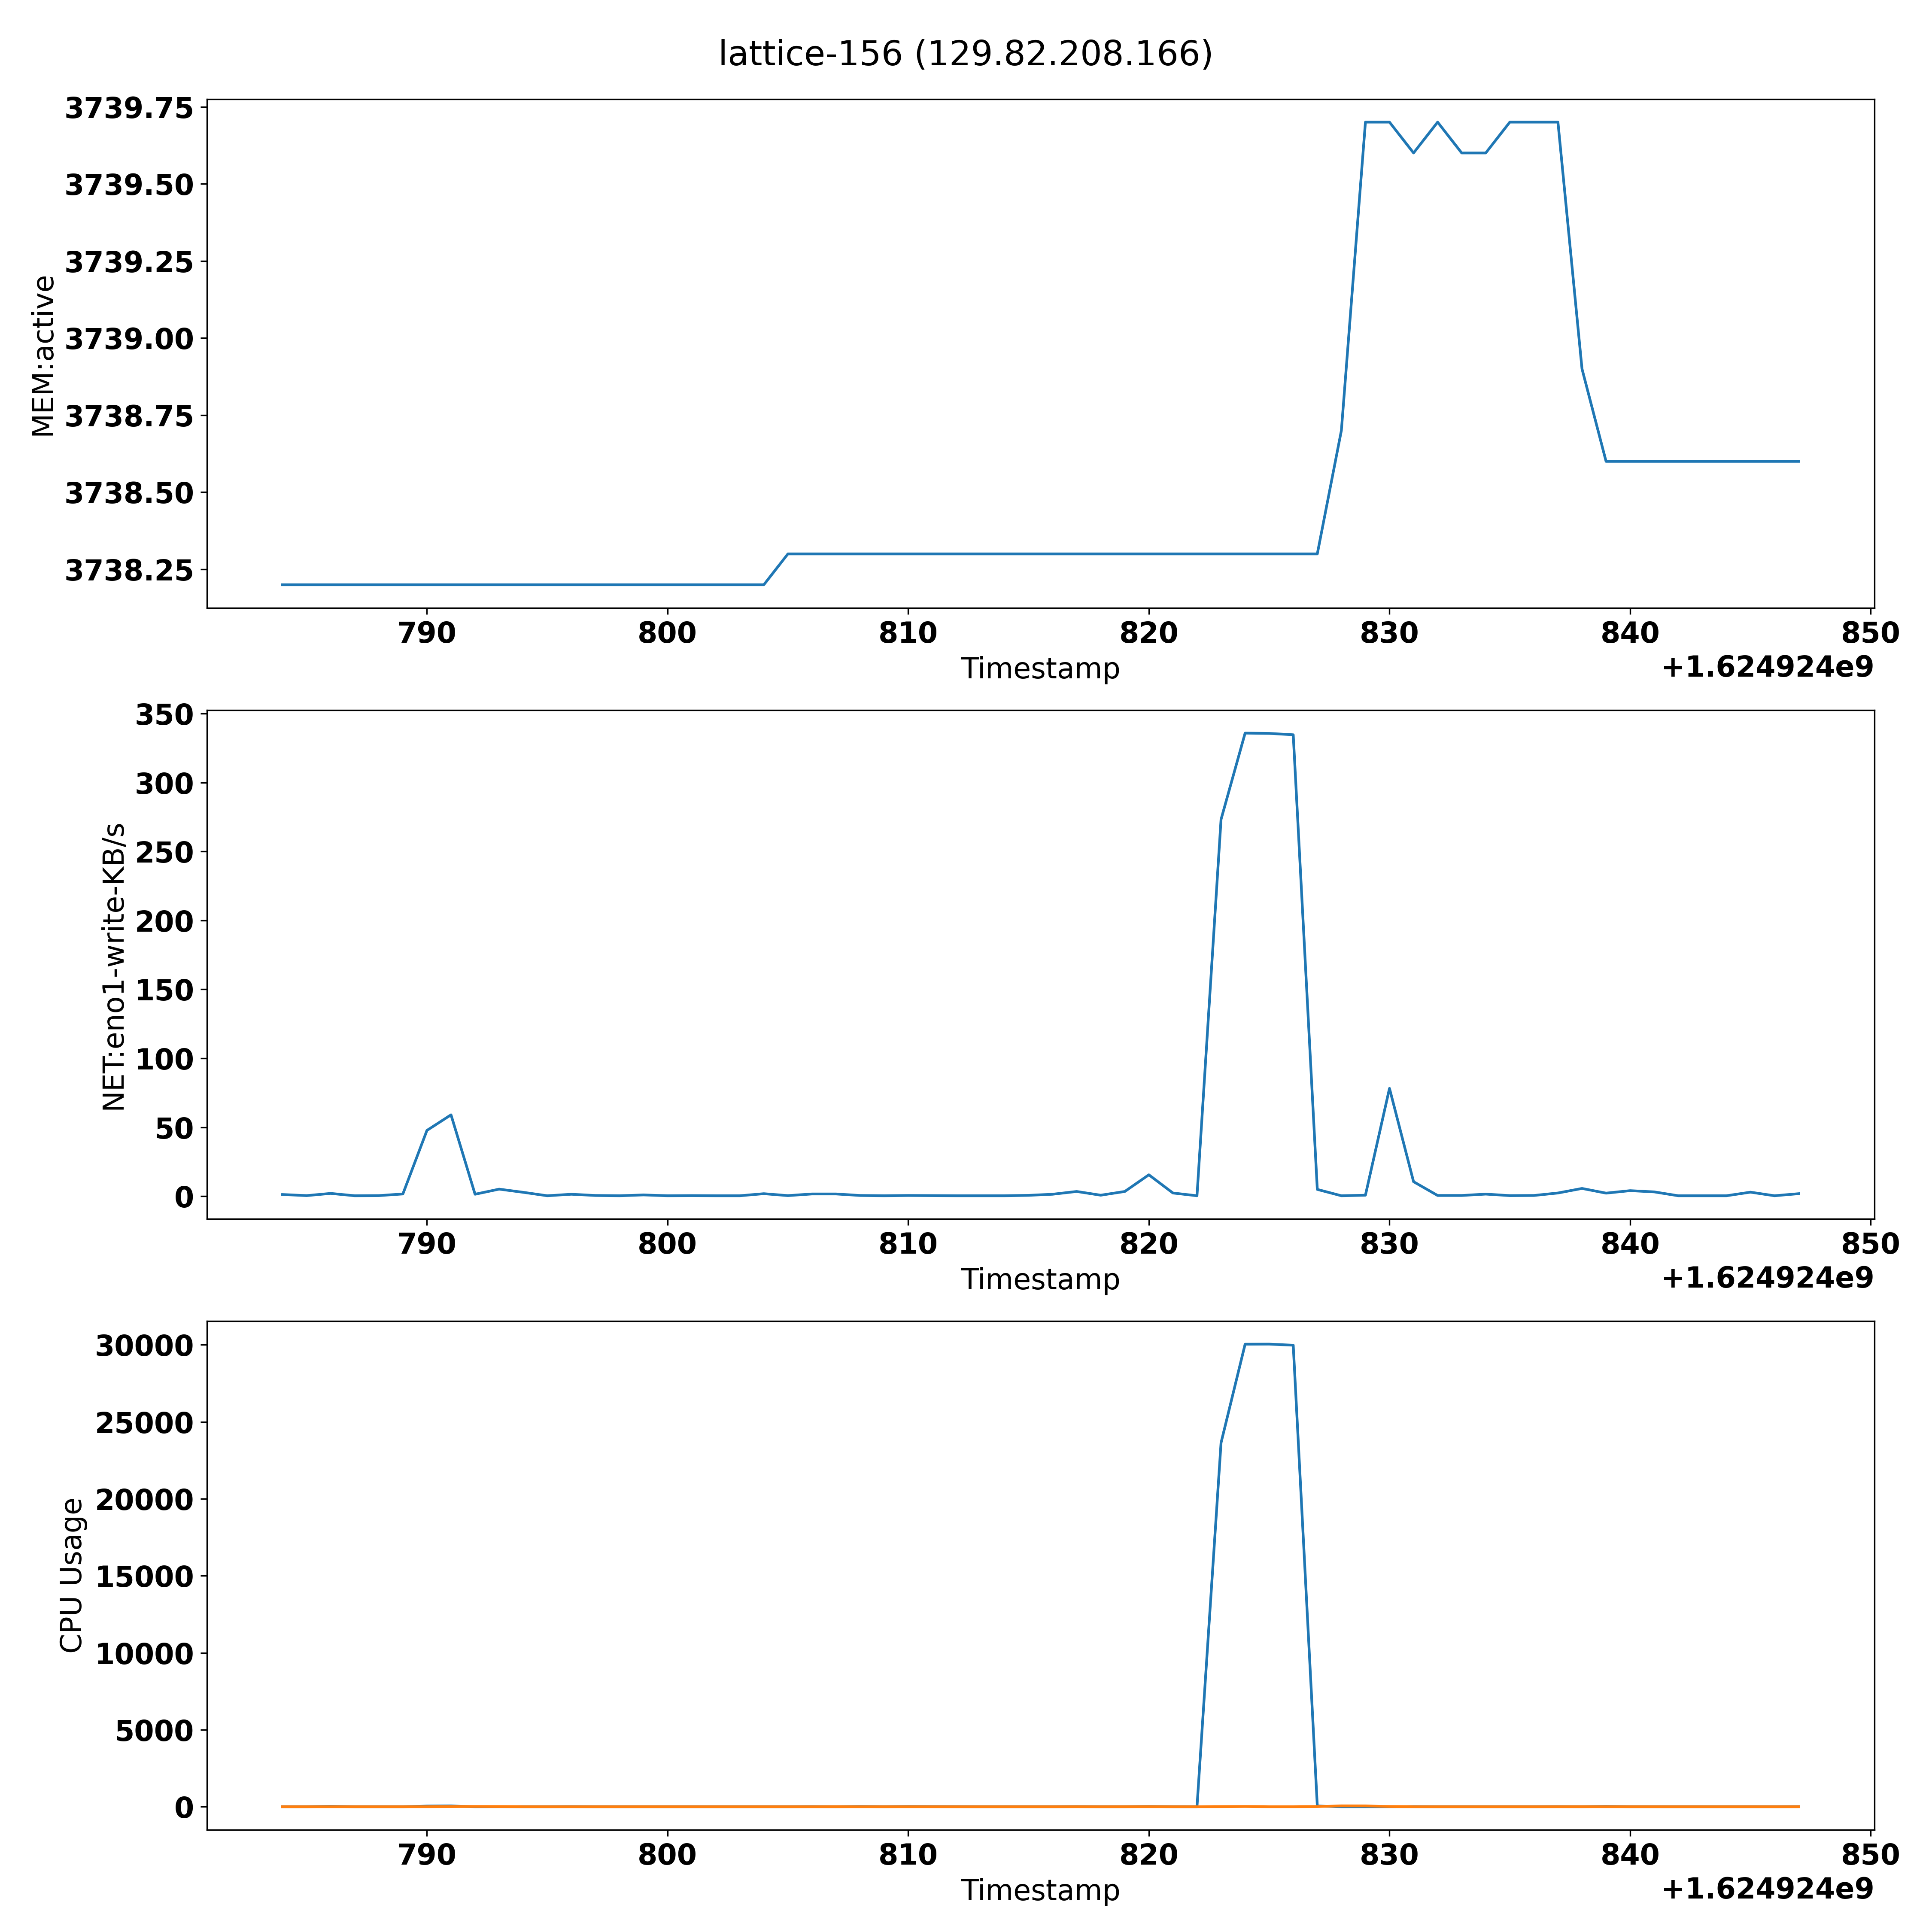 lattice-156 (129.82.208.166)
3739.75
3739.50
3739.25
3739.00
3738.75
3738.50
3738.25
MEM:active
790 800 810 820 830 840 850
Timestamp
+1.624924e9
350
300
250
200
150
100
50
0
NET:eno1-write-KB/s
790 800 810 820 830 840 850
Timestamp
+1.624924e9
30000
25000
20000
15000
10000
5000
0
CPU Usage
790 800 810 820 830 840 850
Timestamp
+1.624924e9